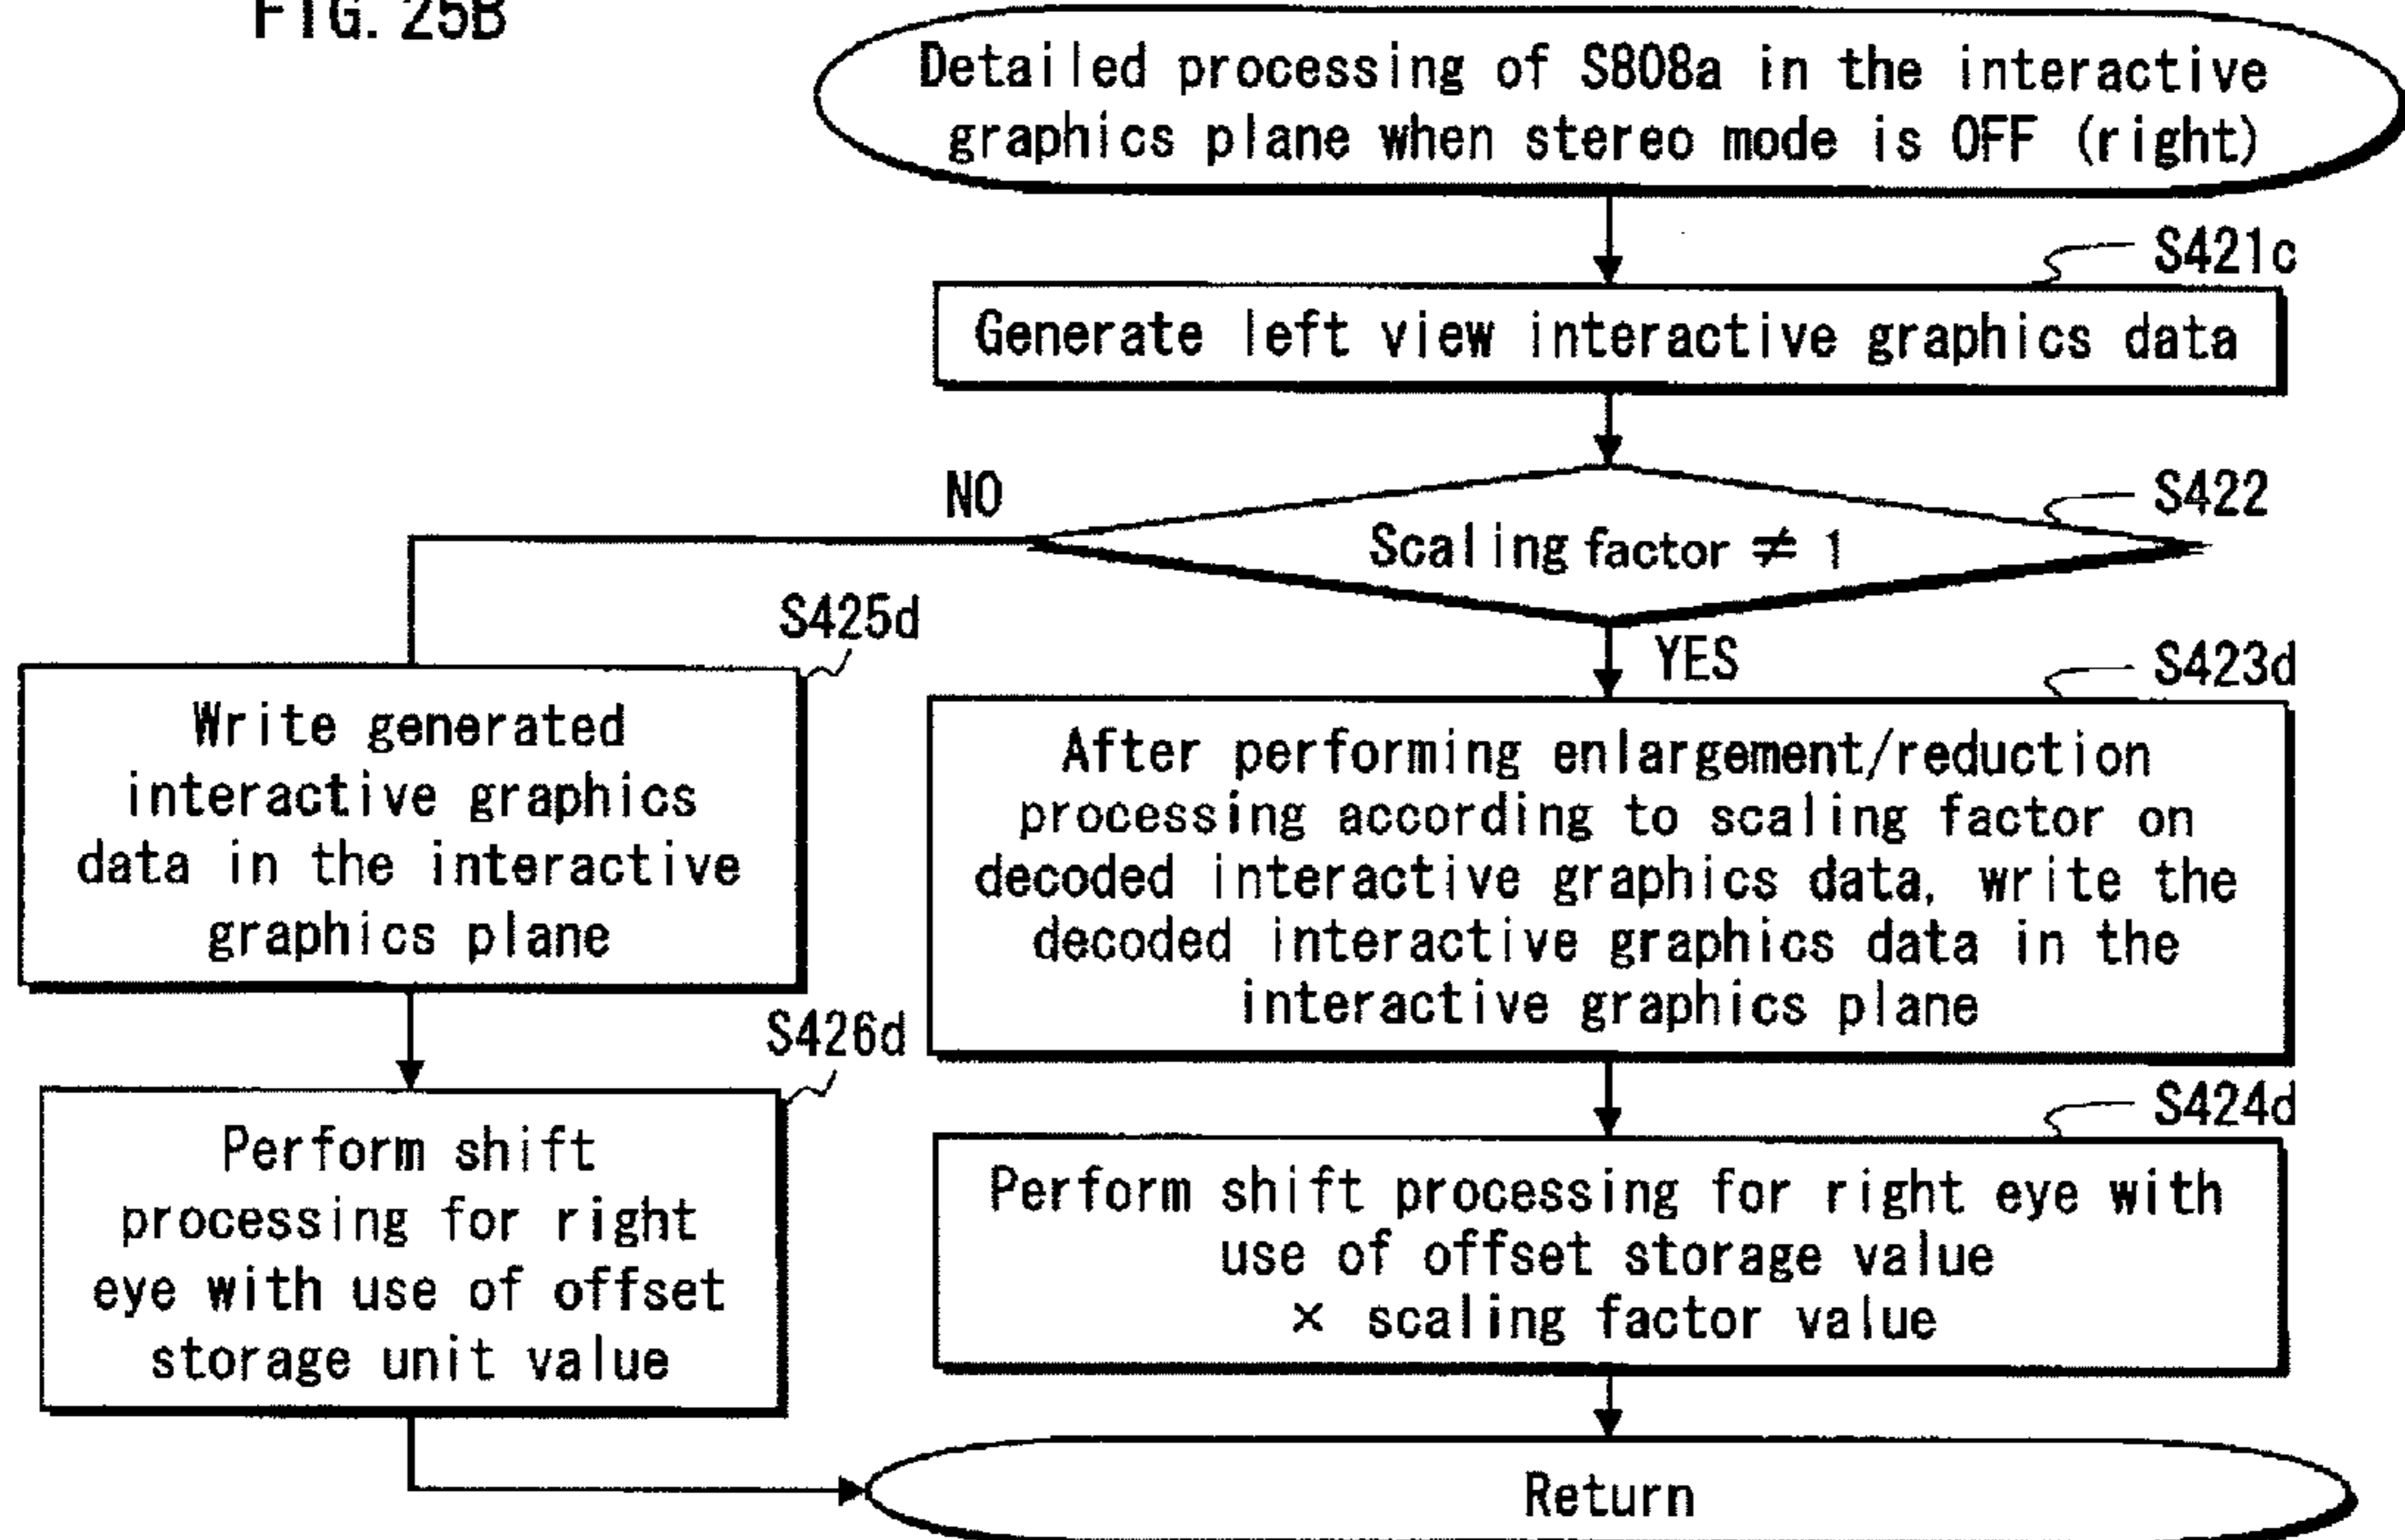 FIG. 25B
Detailed processing of S808a in the interactive
graphics plane when stereo mode is OFF (right)
S421c
Generate left view interactive graphics data
NO
S422
Scaling factor ≠ 1
S425d
YES
S423d
Write generated
interactive graphics
data in the interactive
graphics plane
After performing enlargement/reduction
processing according to scaling factor on
decoded interactive graphics data, write the
decoded interactive graphics data in the
interactive graphics plane
S426d
S424d
Perform shift
processing for right
eye with use of offset
storage unit value
Perform shift processing for right eye with
use of offset storage value
× scaling factor value
Return